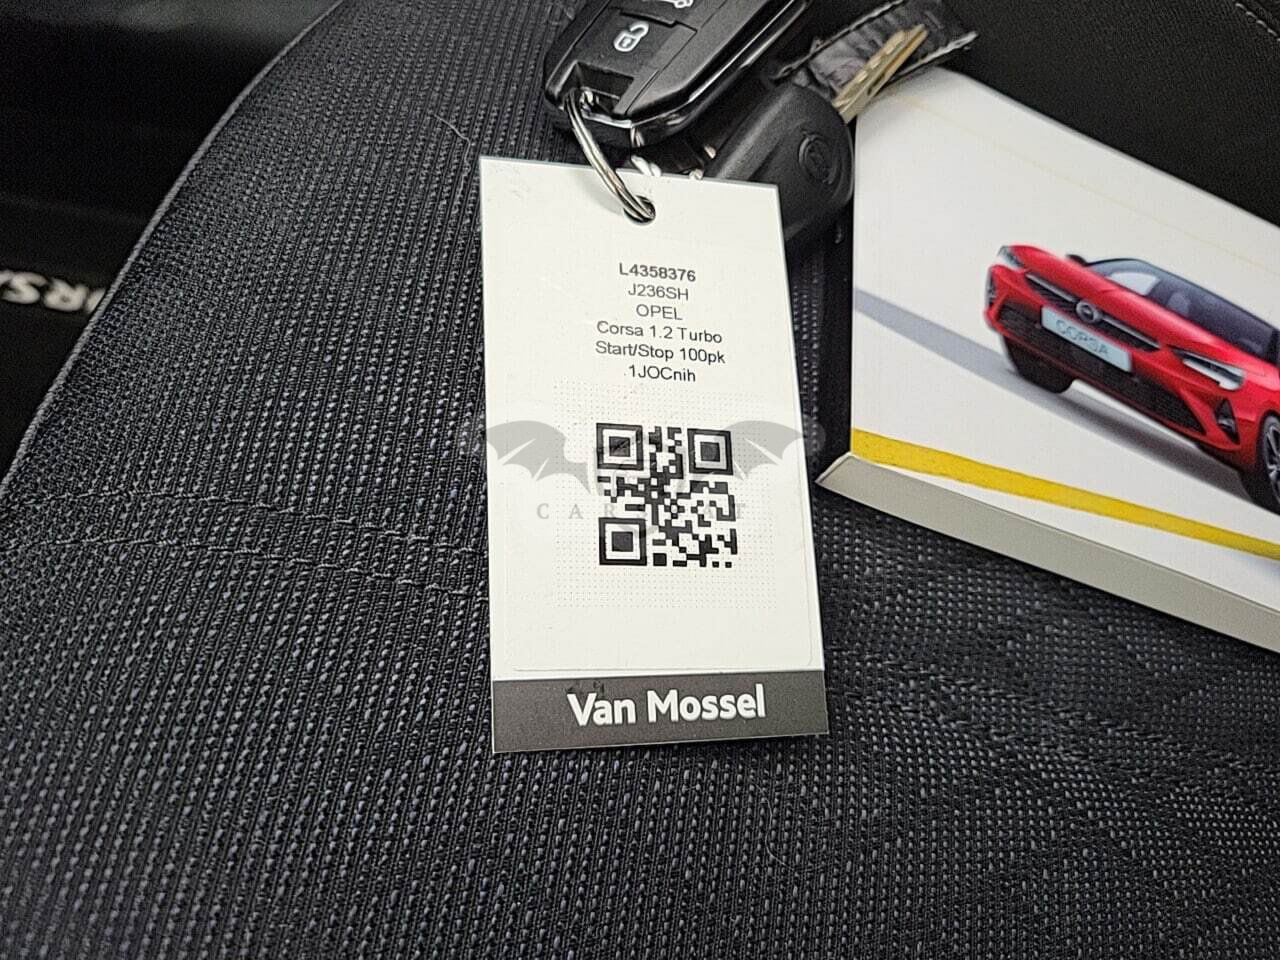 L4358376
J236SH
OPEL
Corsa 1.2 Turbo
Start/Stop 100pk
1JOCnih
Van Mossel
CORSA